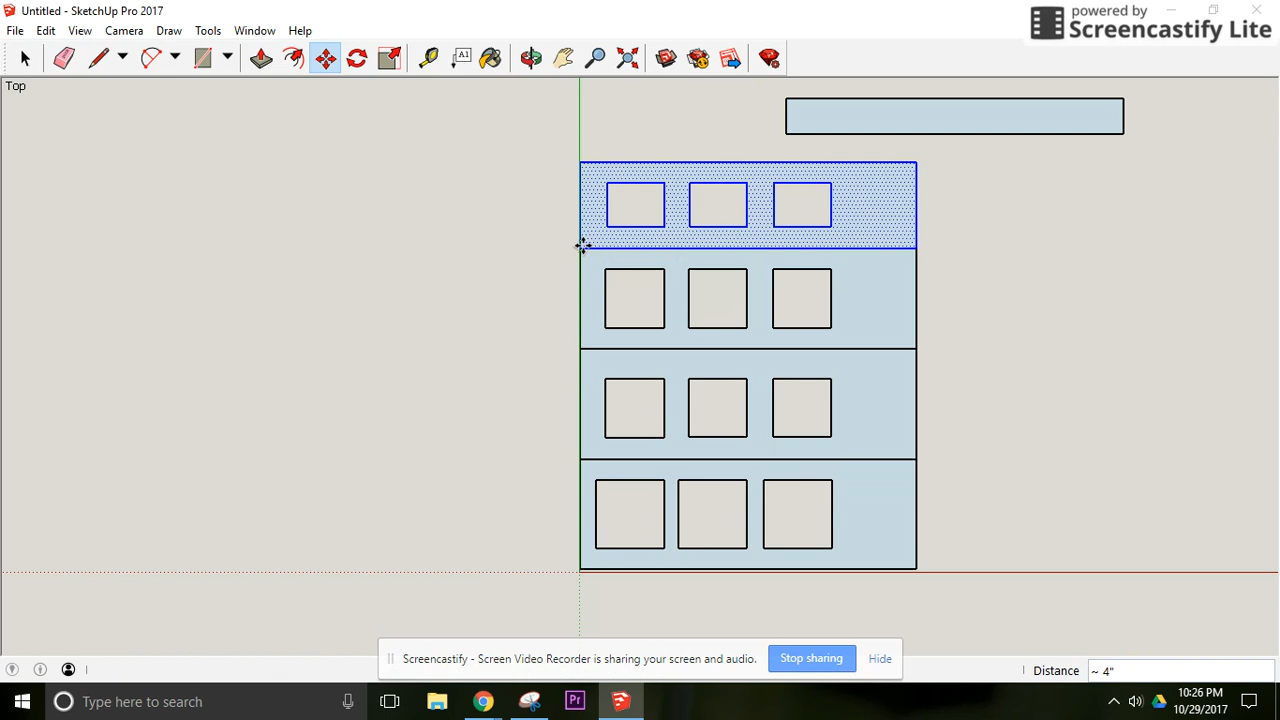 Untitled - SketchUp Pro 2017
powered by
Screencastify Lite
File Edit View Camera Draw Tools Window Help
A1
Top
Screencastify - Screen Video Recorder is sharing your screen and audio.
Stop sharing
Hide
Distance
~ 4"
Type here to search
Pr
10:26 PM
10/29/2017